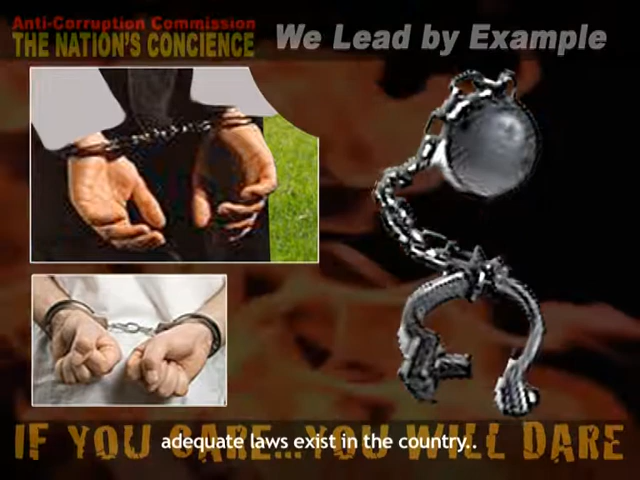 Anti-Corruption Commission
THE NATION'S CONCIENCE
We Lead by Example
IF YOU CARE...YOU WILL DARE
adequate laws exist in the country..